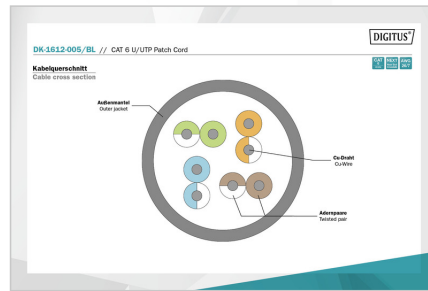 DIGITUS®
DK-1612-005/BL // CAT 6 U/UTP Patch Cord
Kabelquerschnitt
Cable cross section
Außenmantel
Outer jacket
Cu-Draht
Cu-Wire
Adernpaare
Twisted pair